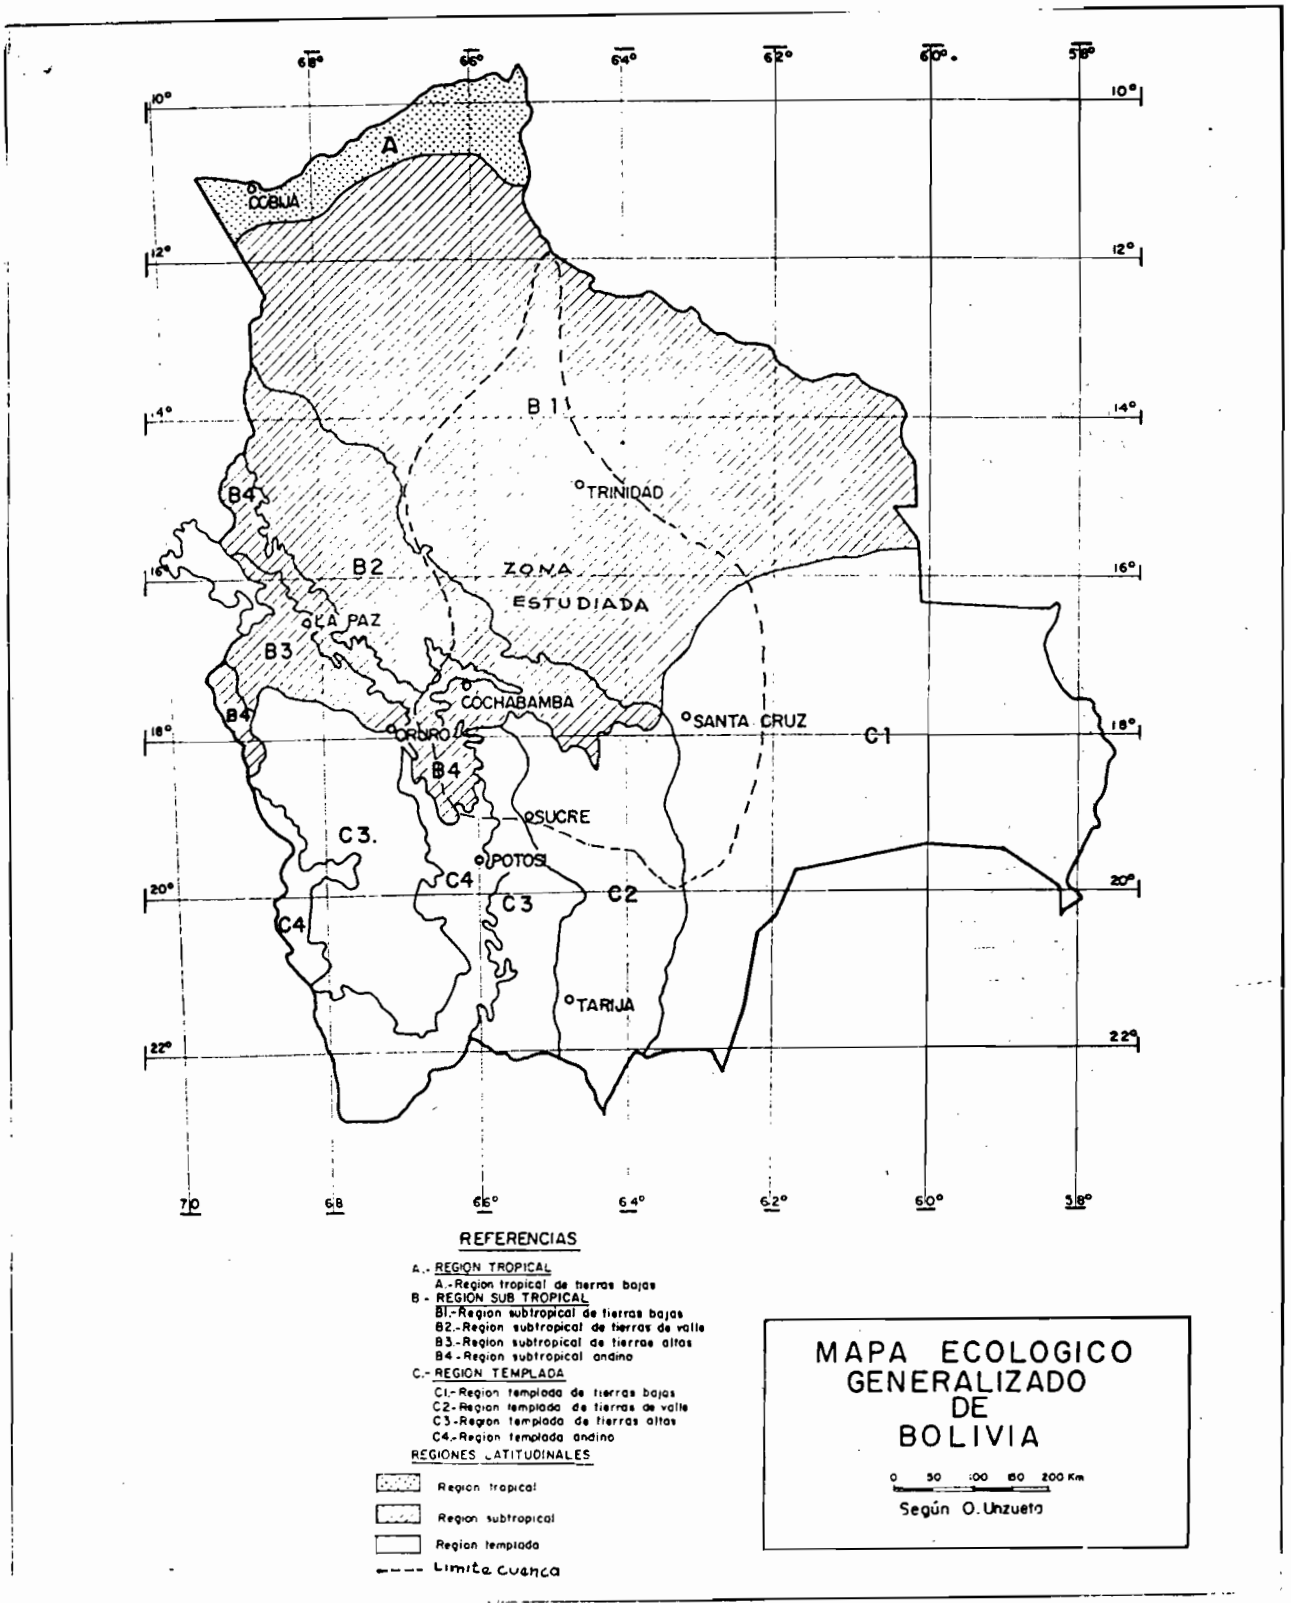 68° 66° 64° 62° 60°. 58°
10° 10°
A
COBIJA
12° 12°
B1
14° 14°
TRINIDAD
B4
B2
ZONA
16° 16°
ESTUDIADA
LA PAZ
B3
COCHABAMBA
B4
SANTA CRUZ
18° ORURO C1 18°
B4
SUCRE
C3.
POTOSI
C4
20° C3 C2 20°
C4
TARIJA
22° 22°
70 68 66° 64° 62° 60° 58°
REFERENCIAS
A.- REGION TROPICAL
A.-Region tropical de tierras bajas
B - REGION SUB TROPICAL
B1.-Region subtropical de tierras bajas
B2.-Region subtropical de tierras de valle
B3.-Region subtropical de tierras altas
B4-Region subtropical andino
C.- REGION TEMPLADA
C1.-Region templada de tierras bajas
C2-Region templada de tierras de valle
C3-Region templada de tierras altas
C4.-Region templada andino
REGIONES LATITUDINALES
Region tropical
Region subtropical
Region templada
Limite cuenca
MAPA ECOLOGICO
GENERALIZADO
DE
BOLIVIA
0 50 100 150 200 Km
Según O. Unzueta